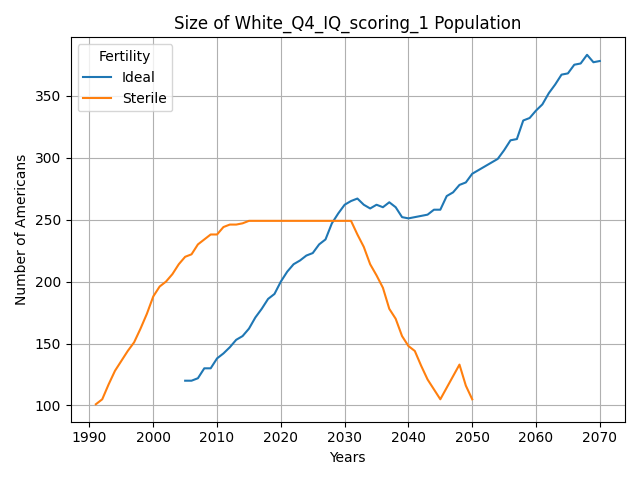 Size of White_Q4_IQ_scoring_1 Population
Fertility
Ideal
Sterile
Number of Americans
350
300
250
200
150
100
1990
2000
2010
2020
2030
2040
2050
2060
2070
Years